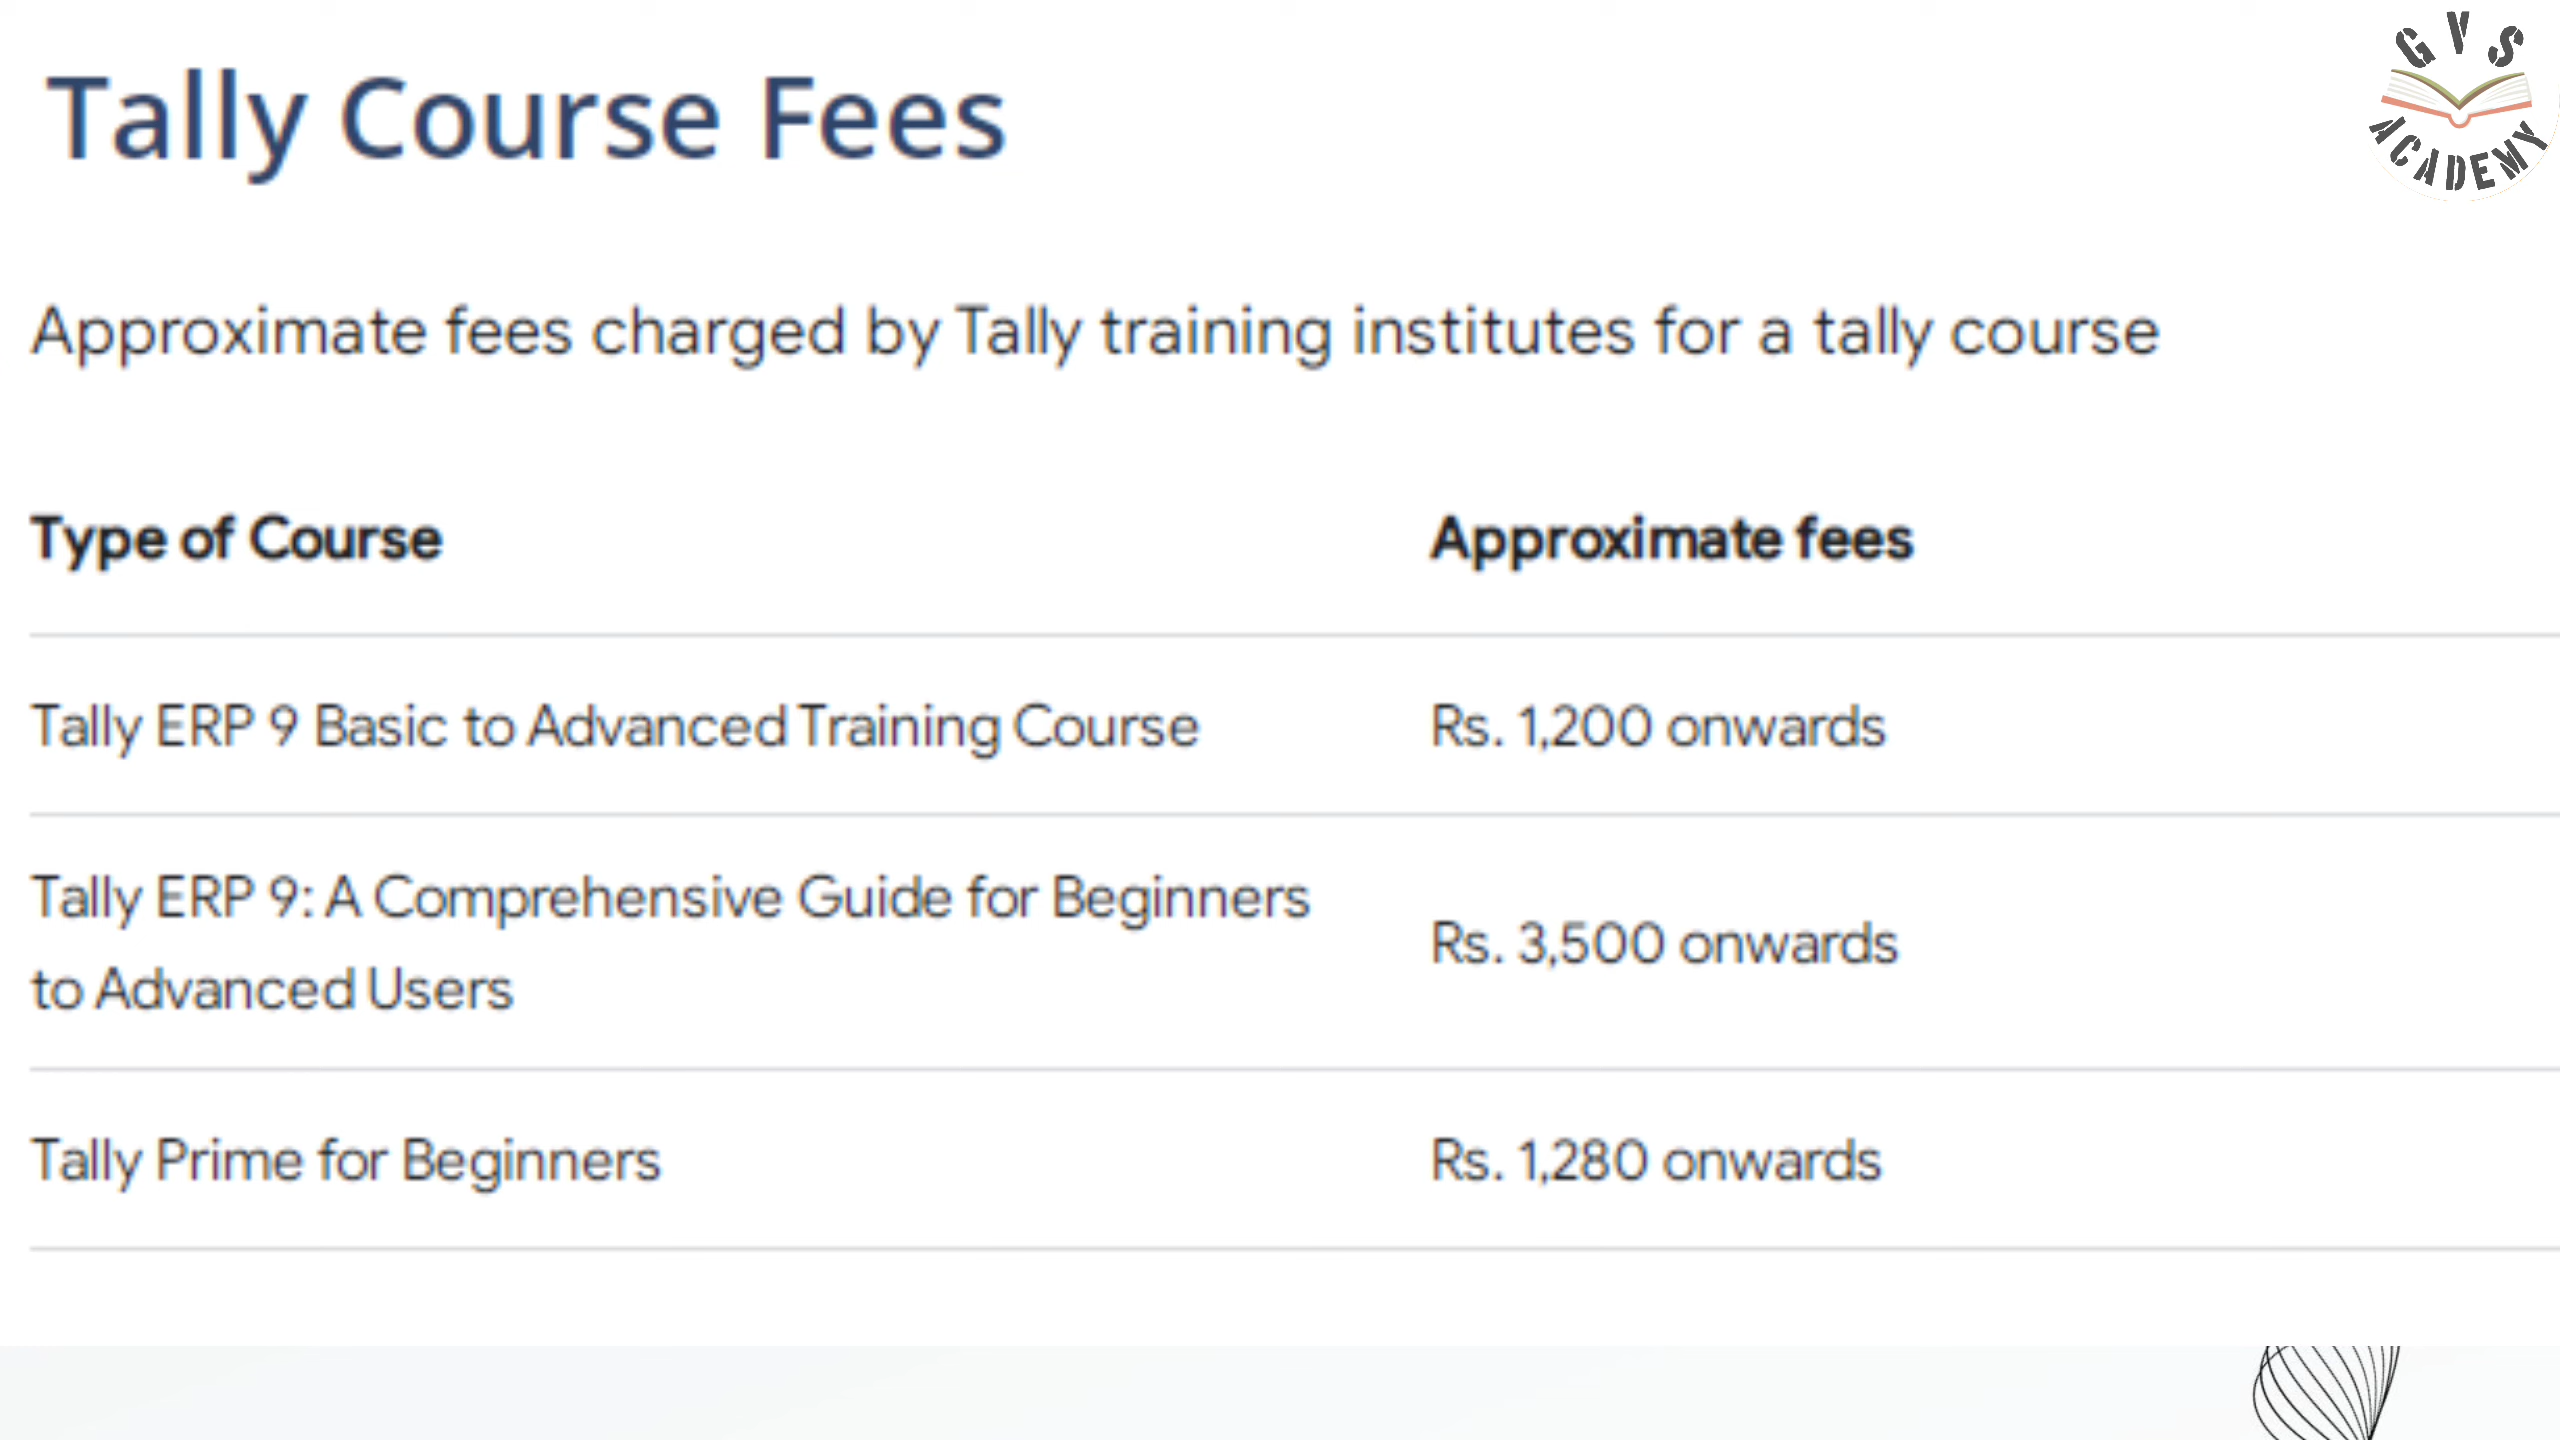 GVS
ACADEMY
Tally Course Fees
Approximate fees charged by Tally training institutes for a tally course
Type of Course Approximate fees
Tally ERP 9 Basic to Advanced Training Course Rs. 1,200 onwards
Tally ERP 9: A Comprehensive Guide for Beginners
to Advanced Users Rs. 3,500 onwards
Tally Prime for Beginners Rs. 1,280 onwards